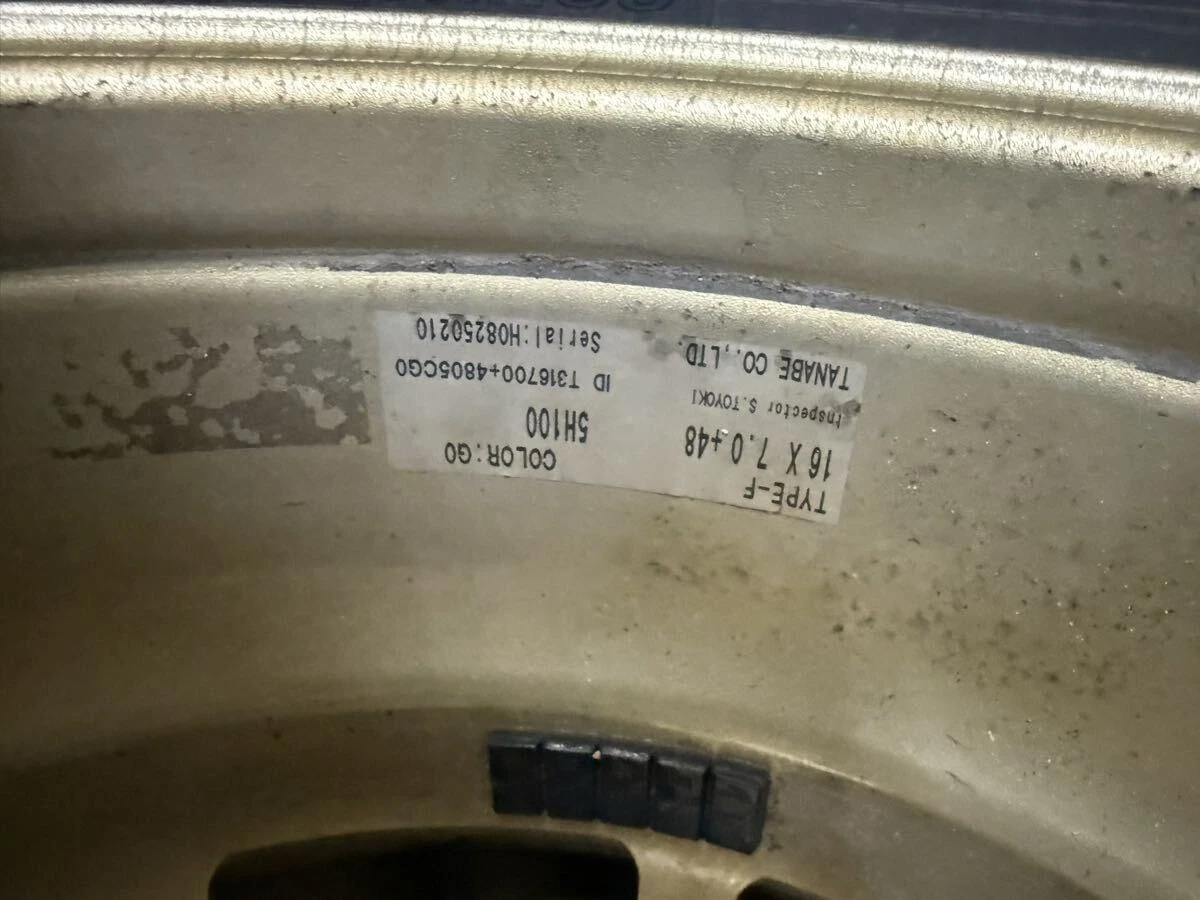 TYPE-F COLOR:GO
16 X 7.0+48 5H100
Inspector S.TOYOKI ID T316700+4805CGO
TANABE CO.,LTD. Serial:H08250210